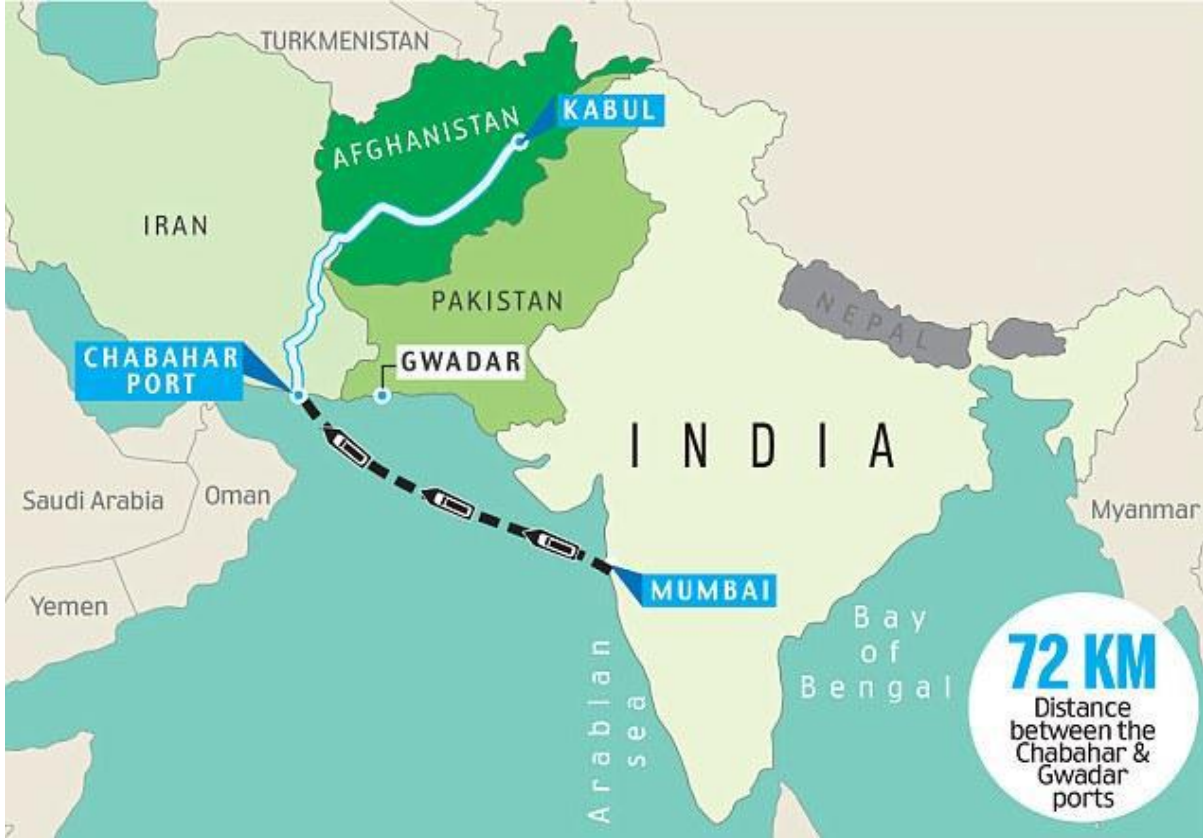 TURKMENISTAN
KABUL
AFGHANISTAN
IRAN
PAKISTAN
NEPAL
CHABAHAR
PORT
GWADAR
INDIA
Saudi Arabia
Oman
Myanmar
MUMBAI
Yemen
Bay
of
Bengal
Arabian
sea
72 KM
Distance
between the
Chabahar &
Gwadar
ports